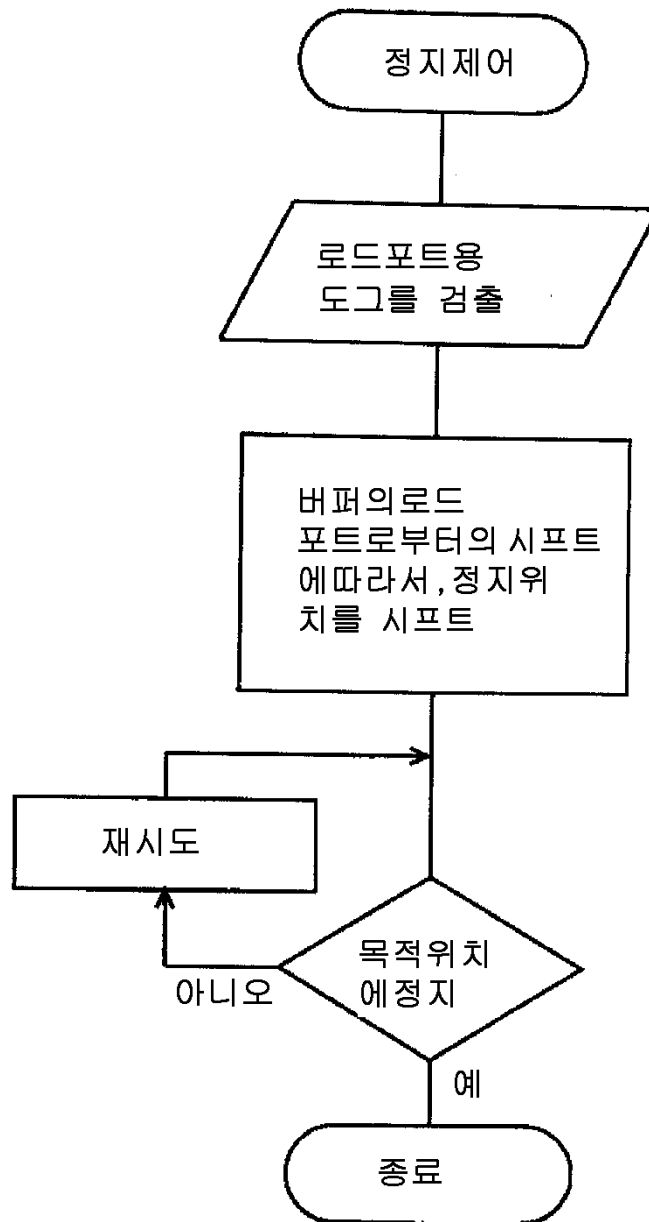 정지제어
로드포트용
도그를 검출
버퍼의로드
포트로부터의 시프트
에따라서,정지위
치를 시프트
재시도
목적위치
에정지
아니오
예
종료